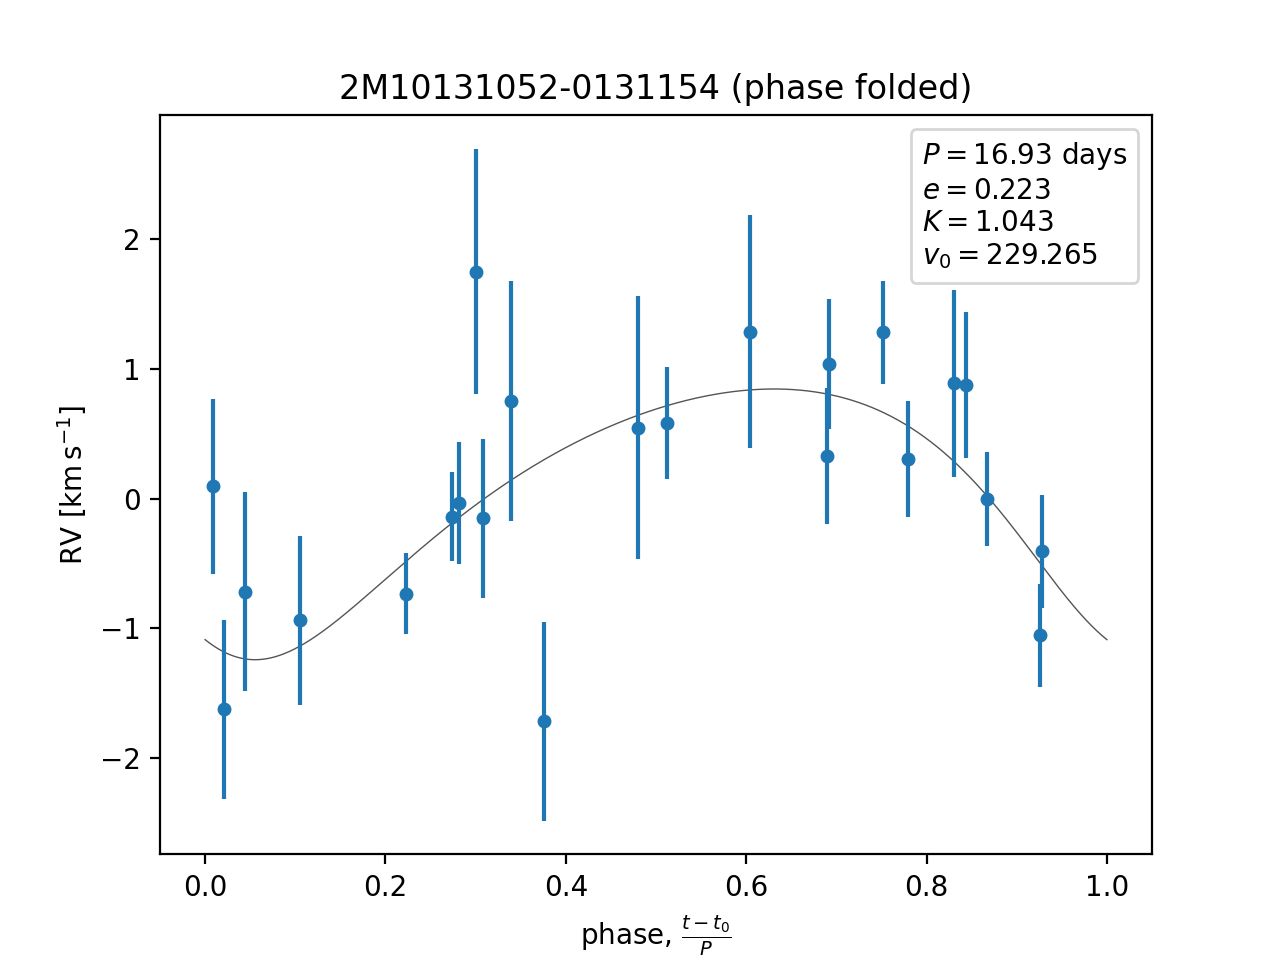 2M10131052-0131154 (phase folded)
P = 16.93 days
e = 0.223
K = 1.043
v₀ = 229.265
2
1
0
−1
−2
RV [km s⁻¹]
0.0 0.2 0.4 0.6 0.8 1.0
phase, (t − t₀)/P